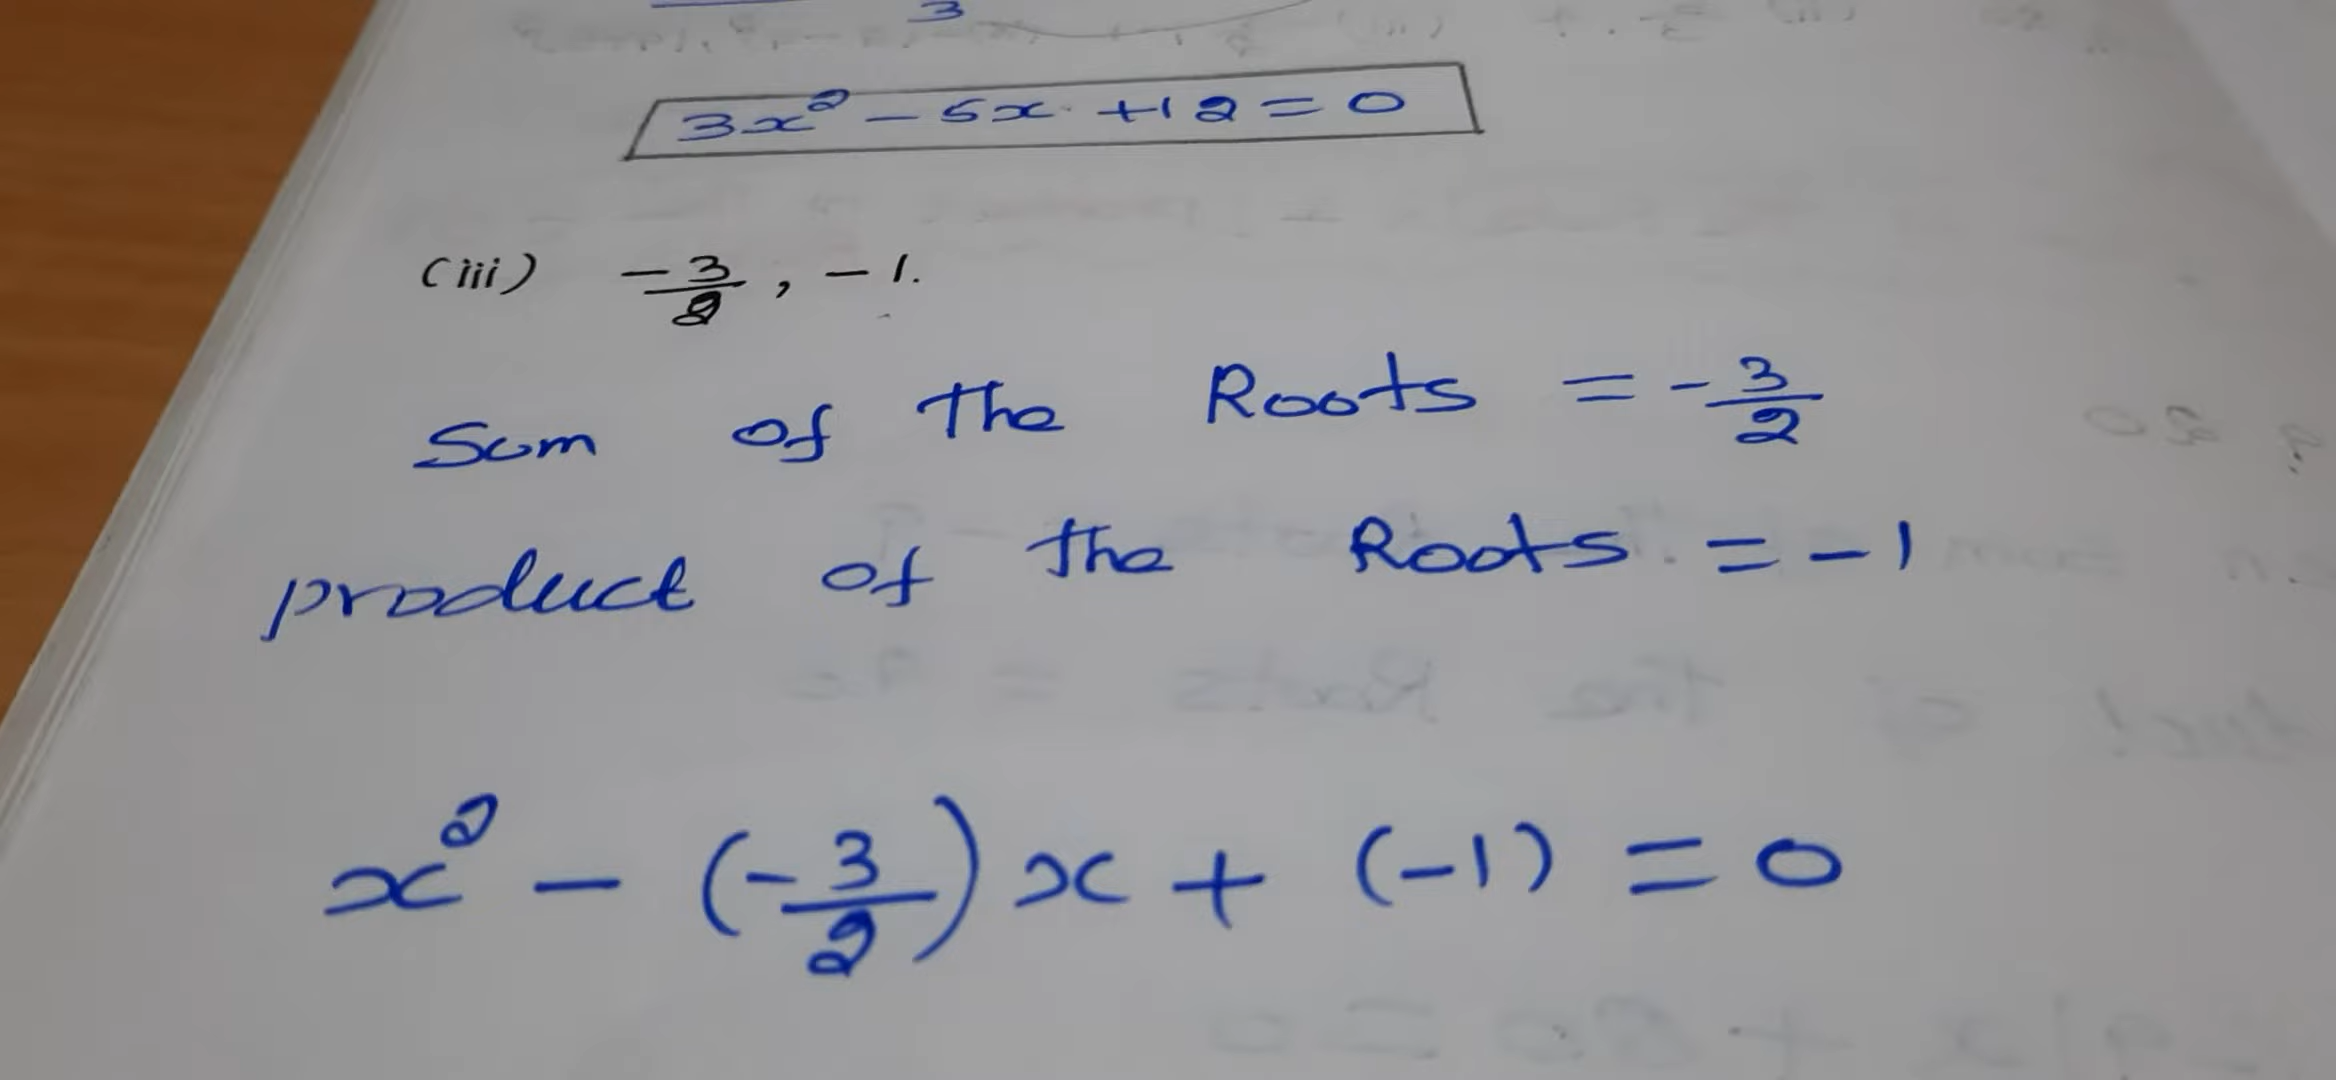 3
3x² - 5x + 12 = 0
(iii) -3/2, -1.
Sum of the Roots = -3/2
product of the Roots. = -1
x² - (-3/2)x + (-1) = 0